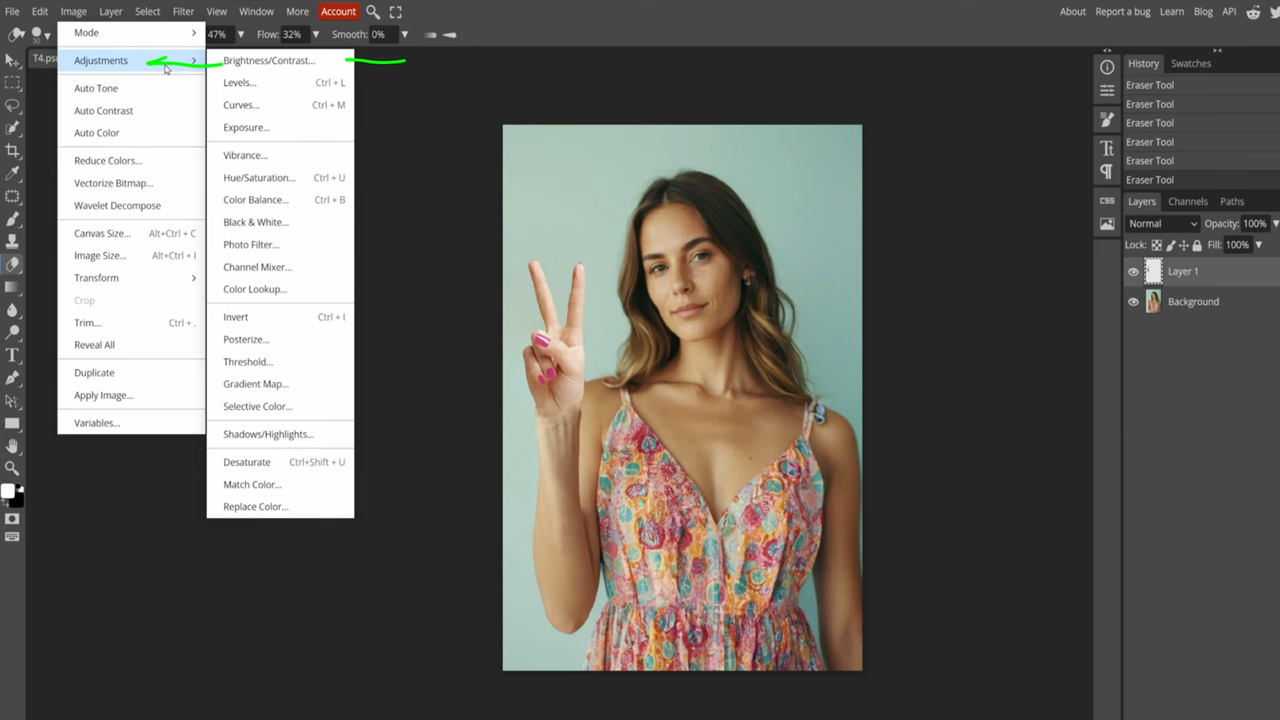 File Edit Image Layer Select Filter View Window More Account About Report a bug Learn Blog API
47% Flow: 32% Smooth: 0%
T4.psd
Mode
Adjustments
Auto Tone
Auto Contrast
Auto Color
Reduce Colors...
Vectorize Bitmap...
Wavelet Decompose
Canvas Size... Alt+Ctrl + C
Image Size... Alt+Ctrl + I
Transform
Crop
Trim... Ctrl + .
Reveal All
Duplicate
Apply Image...
Variables...
Brightness/Contrast...
Levels... Ctrl + L
Curves... Ctrl + M
Exposure...
Vibrance...
Hue/Saturation... Ctrl + U
Color Balance... Ctrl + B
Black & White...
Photo Filter...
Channel Mixer...
Color Lookup...
Invert Ctrl + I
Posterize...
Threshold...
Gradient Map...
Selective Color...
Shadows/Highlights...
Desaturate Ctrl+Shift + U
Match Color...
Replace Color...
History Swatches
Eraser Tool
Eraser Tool
Eraser Tool
Eraser Tool
Eraser Tool
Eraser Tool
CSS
Layers Channels Paths
Normal Opacity: 100%
Lock: Fill: 100%
Layer 1
Background